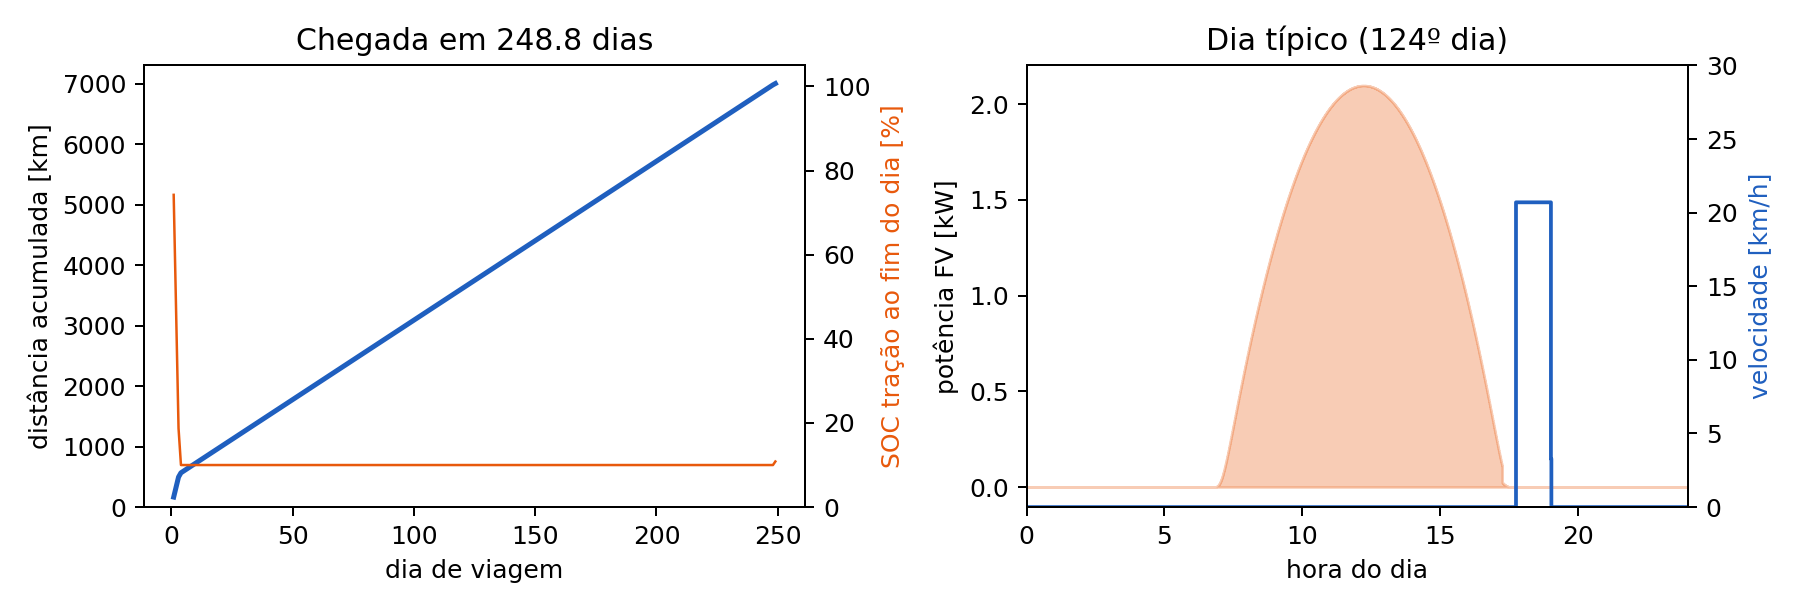 Chegada em 248.8 dias
distância acumulada [km]
7000
6000
5000
4000
3000
2000
1000
0
100
80
60
40
20
0
SOC tração ao fim do dia [%]
0 50 100 150 200 250
dia de viagem
Dia típico (124º dia)
potência FV [kW]
2.0
1.5
1.0
0.5
0.0
30
25
20
15
10
5
0
velocidade [km/h]
0 5 10 15 20
hora do dia